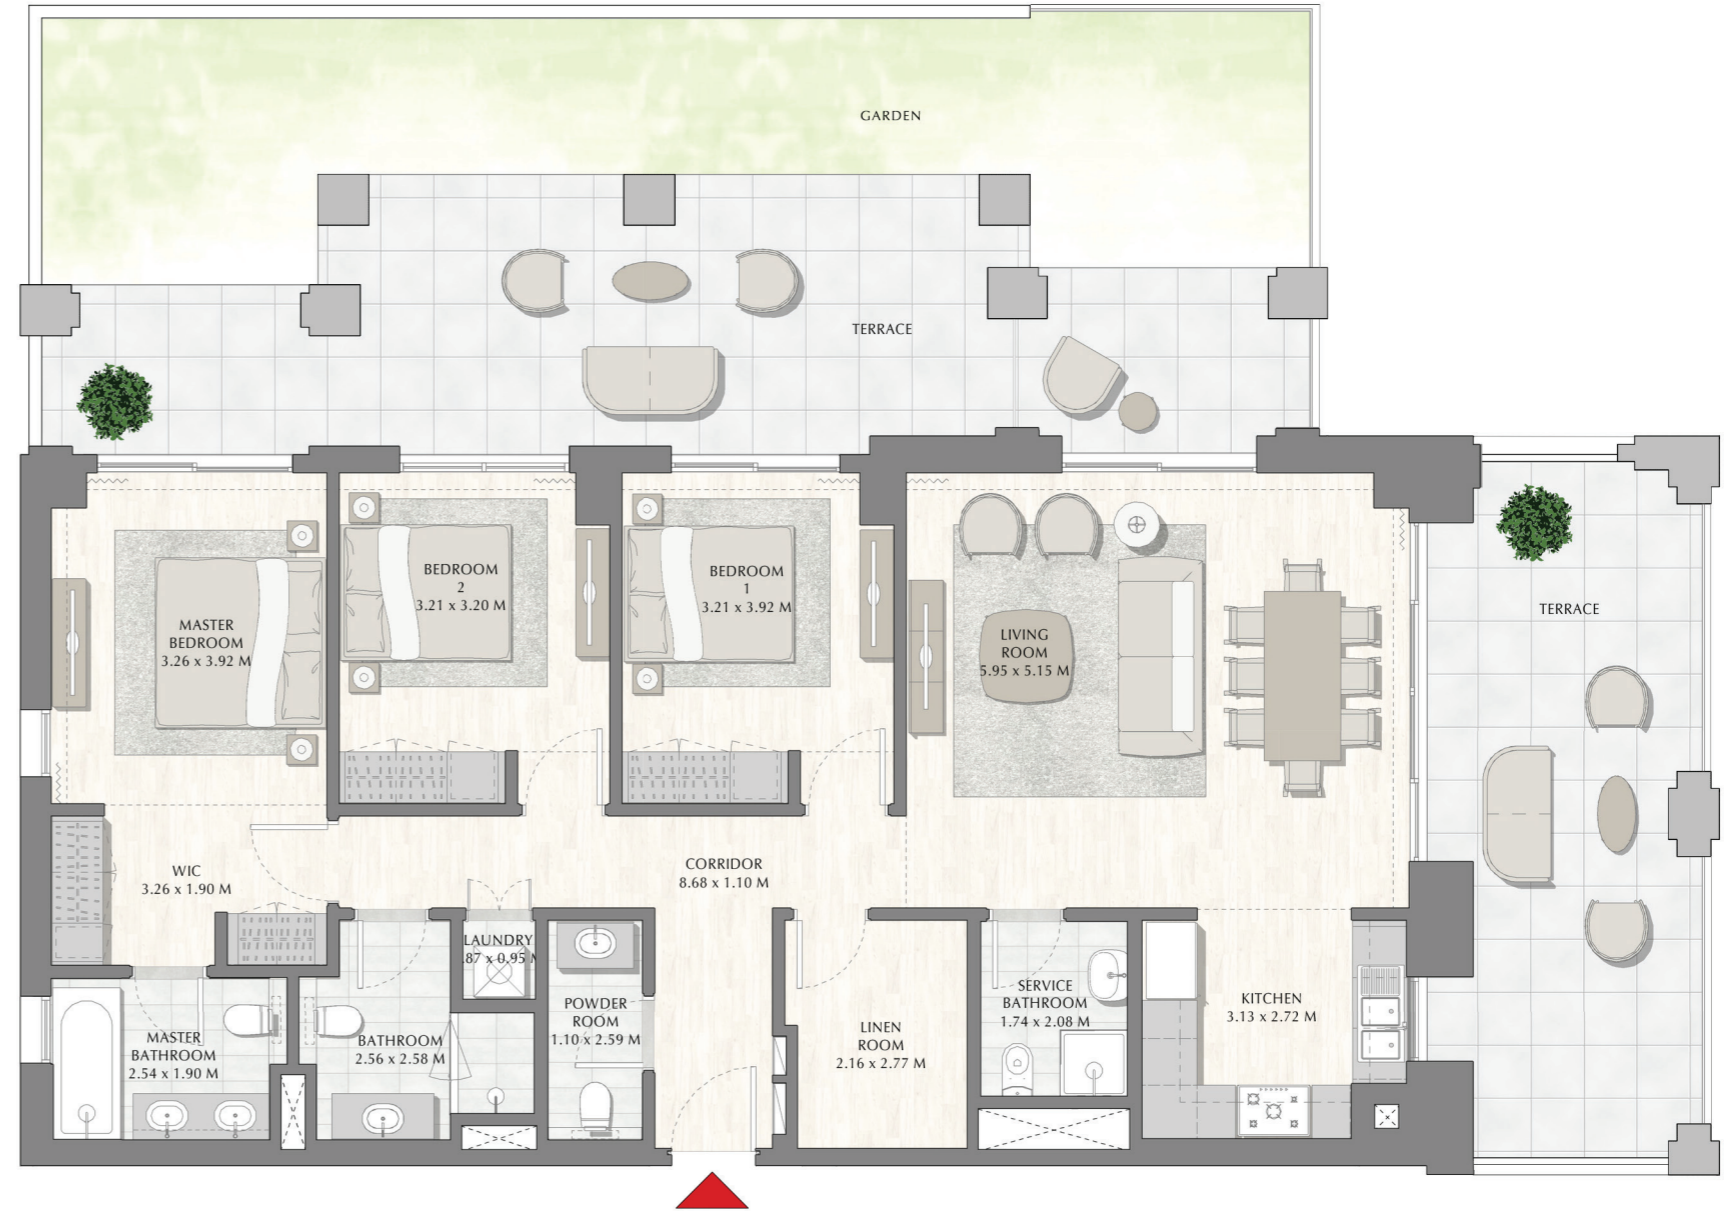 GARDEN
TERRACE
BEDROOM
2
3.21 x 3.20 M
BEDROOM
1
3.21 x 3.92 M
MASTER
BEDROOM
3.26 x 3.92 M
LIVING
ROOM
5.95 x 5.15 M
TERRACE
WIC
3.26 x 1.90 M
CORRIDOR
8.68 x 1.10 M
LAUNDRY
.87 x 0.95 M
MASTER
BATHROOM
2.54 x 1.90 M
BATHROOM
2.56 x 2.58 M
POWDER
ROOM
1.10 x 2.59 M
LINEN
ROOM
2.16 x 2.77 M
SERVICE
BATHROOM
1.74 x 2.08 M
KITCHEN
3.13 x 2.72 M